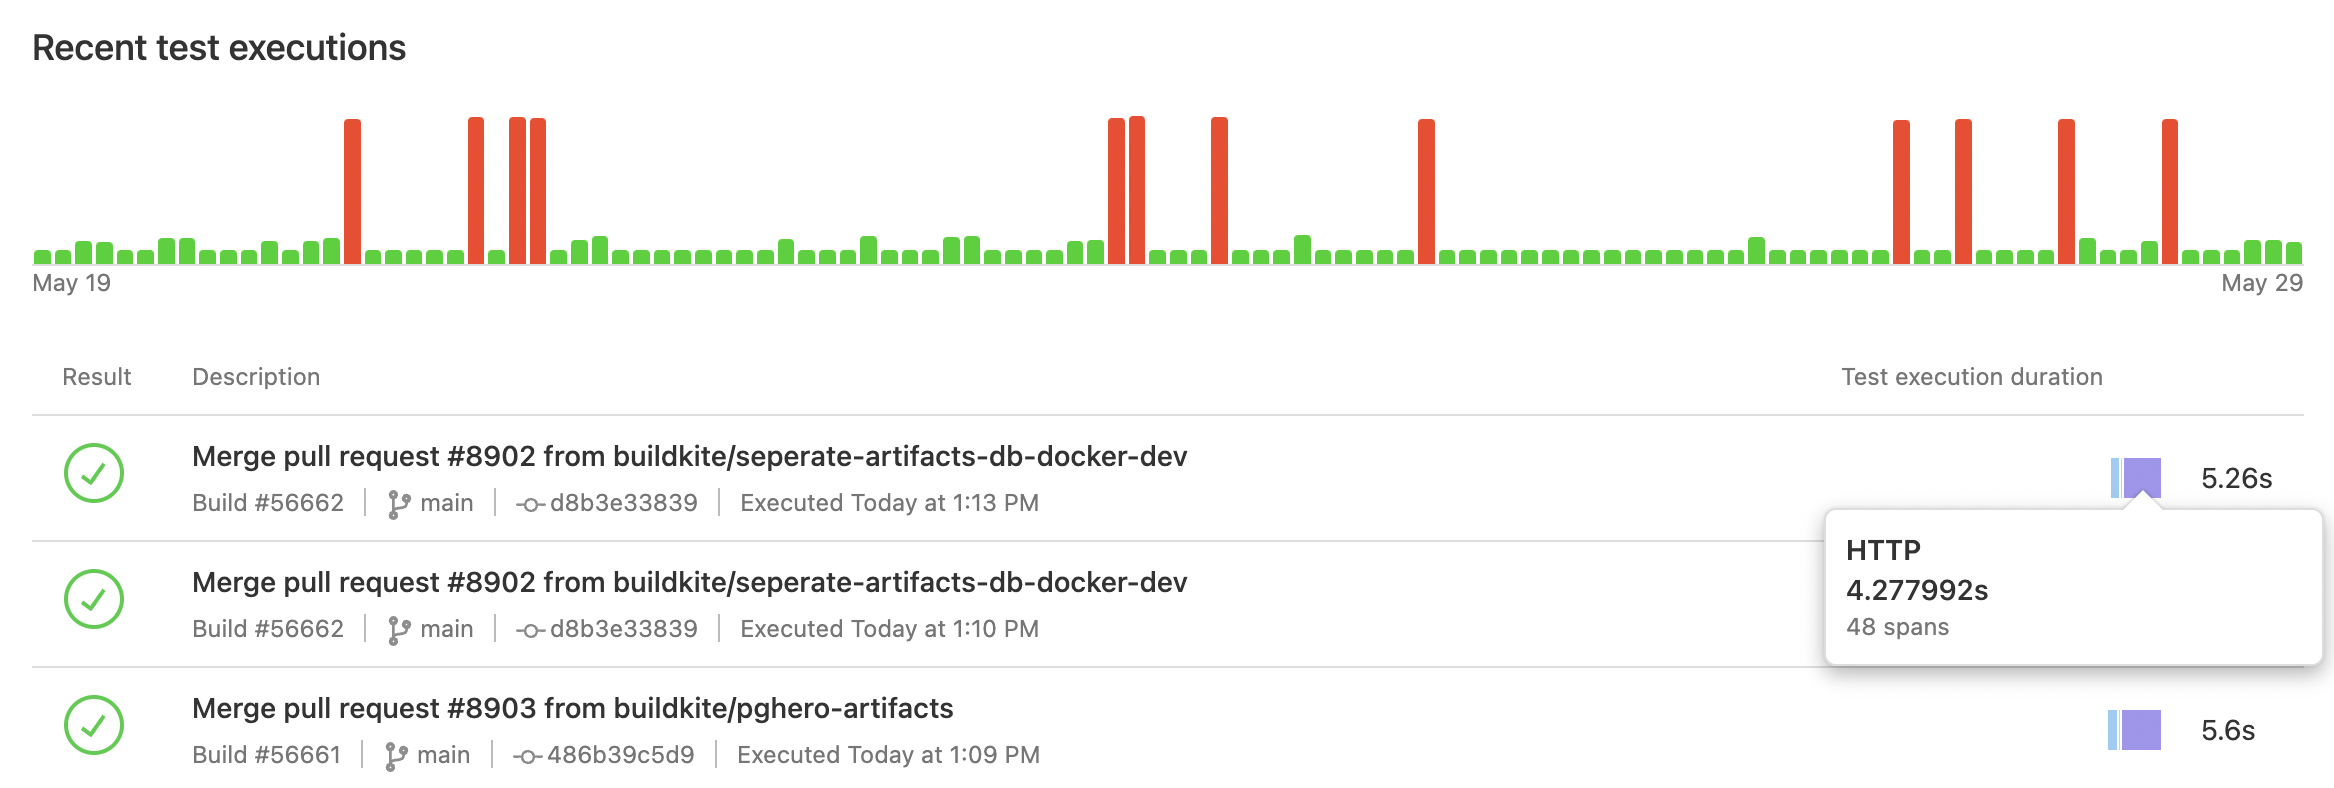 Recent test executions
May 19 May 29
Result Description Test execution duration
Merge pull request #8902 from buildkite/seperate-artifacts-db-docker-dev
5.26s
Build #56662 main d8b3e33839 Executed Today at 1:13 PM
HTTP
4.277992s
48 spans
Merge pull request #8902 from buildkite/seperate-artifacts-db-docker-dev
Build #56662 main d8b3e33839 Executed Today at 1:10 PM
Merge pull request #8903 from buildkite/pghero-artifacts
5.6s
Build #56661 main 486b39c5d9 Executed Today at 1:09 PM